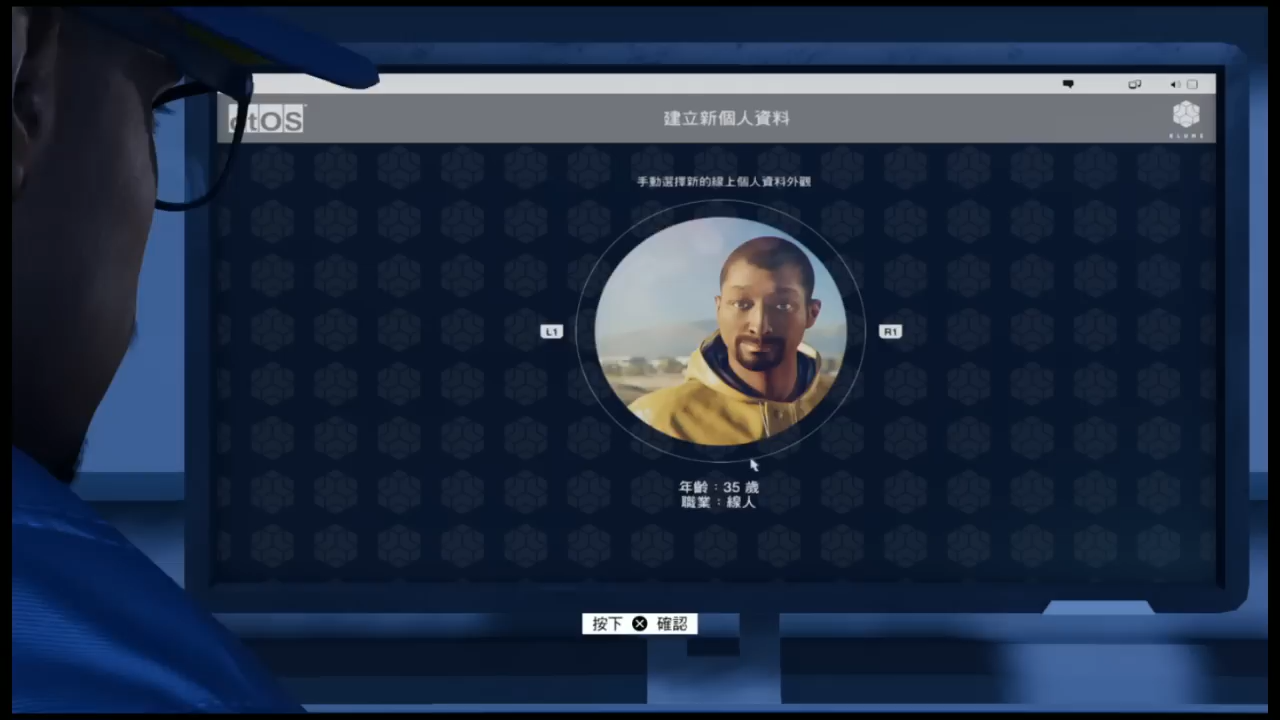 ctOS
建立新個人資料
BLUME
手動選擇新的線上個人資料外觀
L1
R1
年齡：35 歲
職業：線人
按下 ⊗ 確認